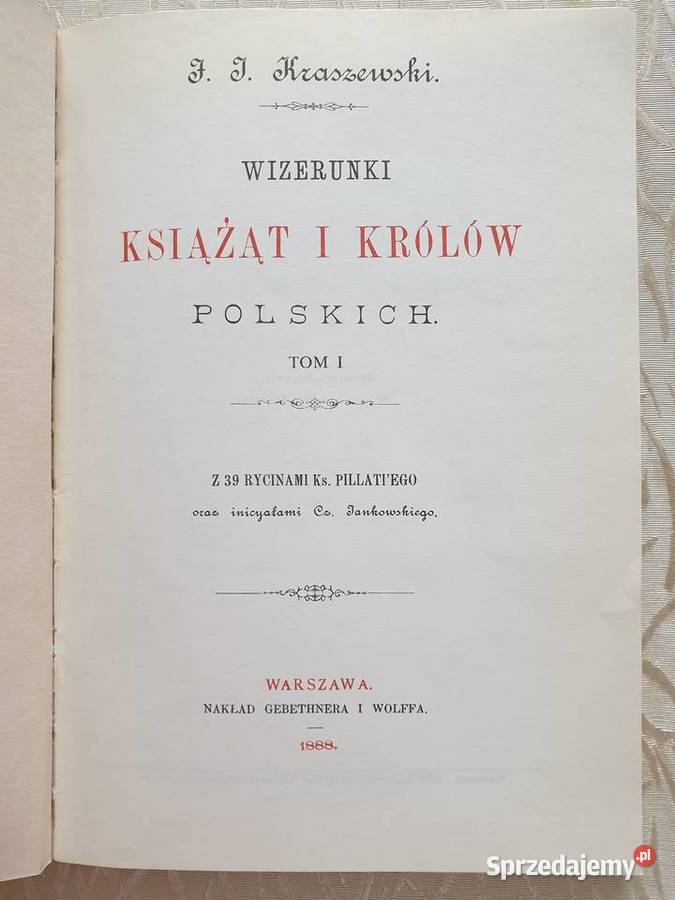 J. I. Kraszewski.
WIZERUNKI
KSIĄŻĄT I KRÓLÓW
POLSKICH.
TOM I
Z 39 RYCINAMI Ks. PILLATI'EGO
oraz inicyałami Cz. Jankowskiego.
WARSZAWA.
NAKŁAD GEBETHNERA I WOLFFA.
1888.
Sprzedajemy.pl